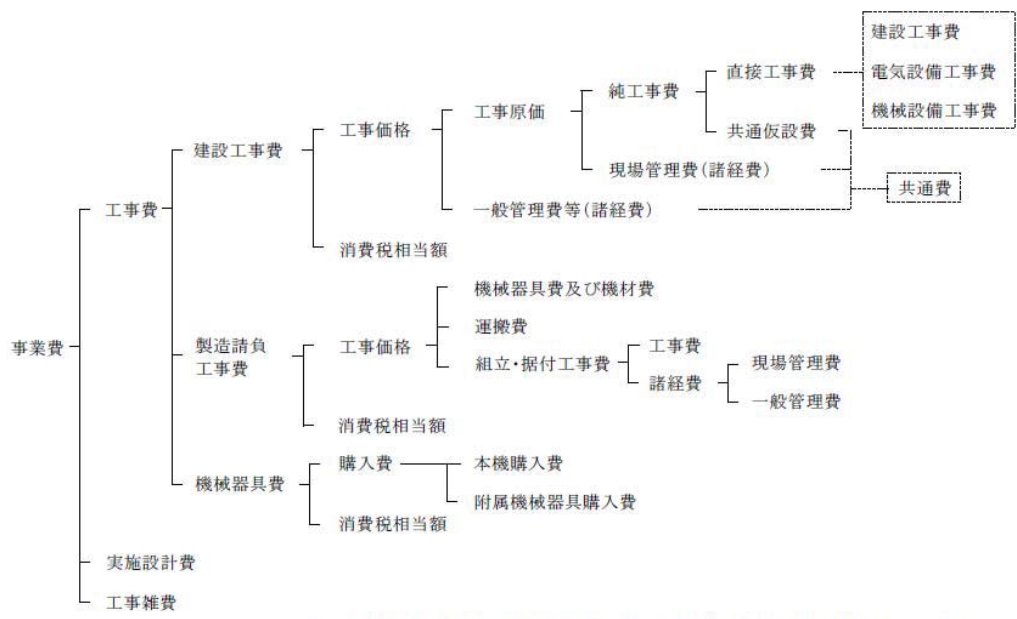 建設工事費
電気設備工事費
機械設備工事費
直接工事費
純工事費
工事原価
工事価格
共通仮設費
建設工事費
現場管理費(諸経費)
共通費
工事費
一般管理費等(諸経費)
消費税相当額
機械器具費及び機材費
運搬費
事業費
製造請負
工事費
工事価格
組立・据付工事費
工事費
諸経費
現場管理費
一般管理費
消費税相当額
機械器具費
購入費
本機購入費
附属機械器具購入費
消費税相当額
実施設計費
工事雑費